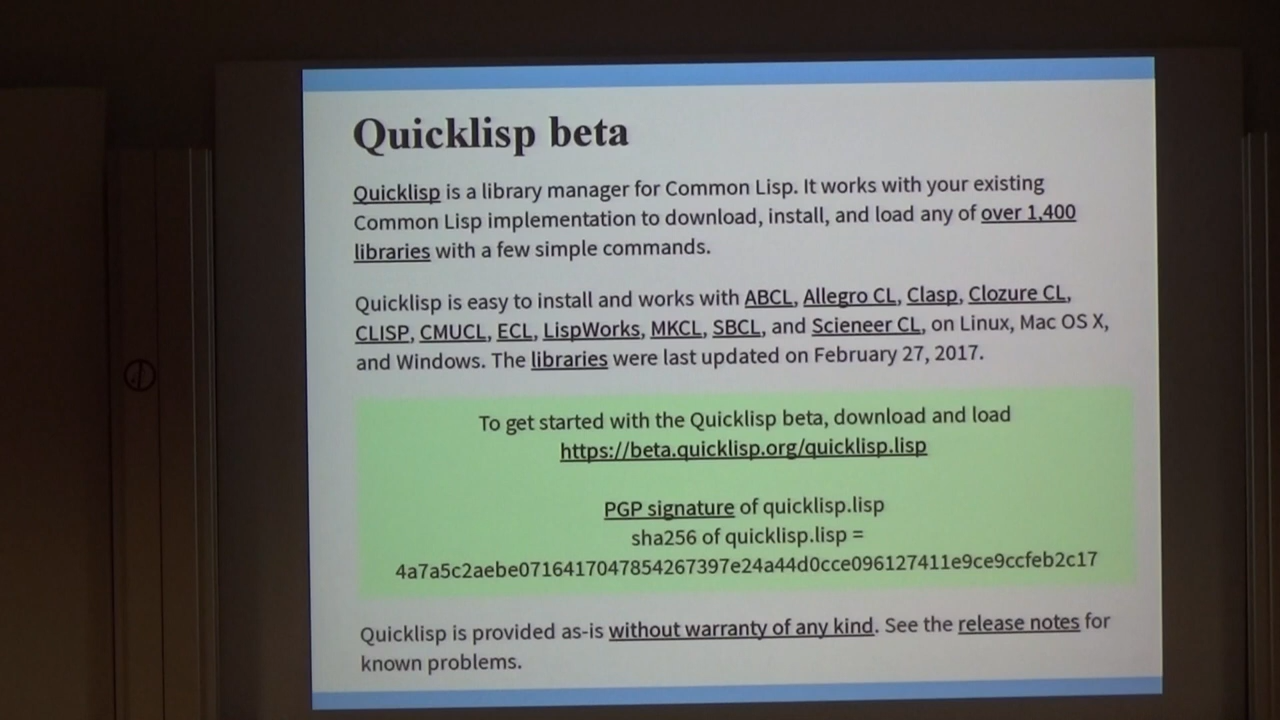 Quicklisp beta
Quicklisp is a library manager for Common Lisp. It works with your existing
Common Lisp implementation to download, install, and load any of over 1,400
libraries with a few simple commands.
Quicklisp is easy to install and works with ABCL, Allegro CL, Clasp, Clozure CL,
CLISP, CMUCL, ECL, LispWorks, MKCL, SBCL, and Scieneer CL, on Linux, Mac OS X,
and Windows. The libraries were last updated on February 27, 2017.
To get started with the Quicklisp beta, download and load
https://beta.quicklisp.org/quicklisp.lisp
PGP signature of quicklisp.lisp
sha256 of quicklisp.lisp =
4a7a5c2aebe0716417047854267397e24a44d0cce096127411e9ce9ccfeb2c17
Quicklisp is provided as-is without warranty of any kind. See the release notes for
known problems.